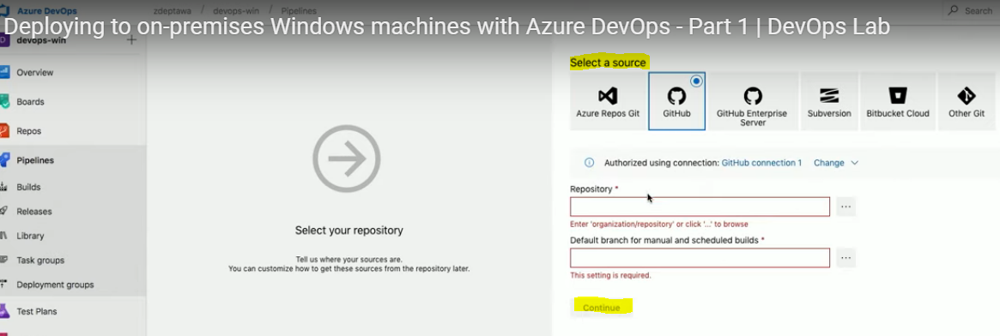 Azure DevOps
zdeptawa / devops-win / Pipelines
Search
Deploying to on-premises Windows machines with Azure DevOps - Part 1 | DevOps Lab
D devops-win +
Overview
Boards
Repos
Pipelines
Builds
Releases
Library
Task groups
Deployment groups
Test Plans
Select your repository
Tell us where your sources are.
You can customize how to get these sources from the repository later.
Select a source
Azure Repos Git
GitHub
GitHub Enterprise
Server
Subversion
Bitbucket Cloud
Other Git
Authorized using connection: GitHub connection 1 Change
Repository *
...
Enter 'organization/repository' or click '...' to browse
Default branch for manual and scheduled builds *
...
This setting is required.
Continue